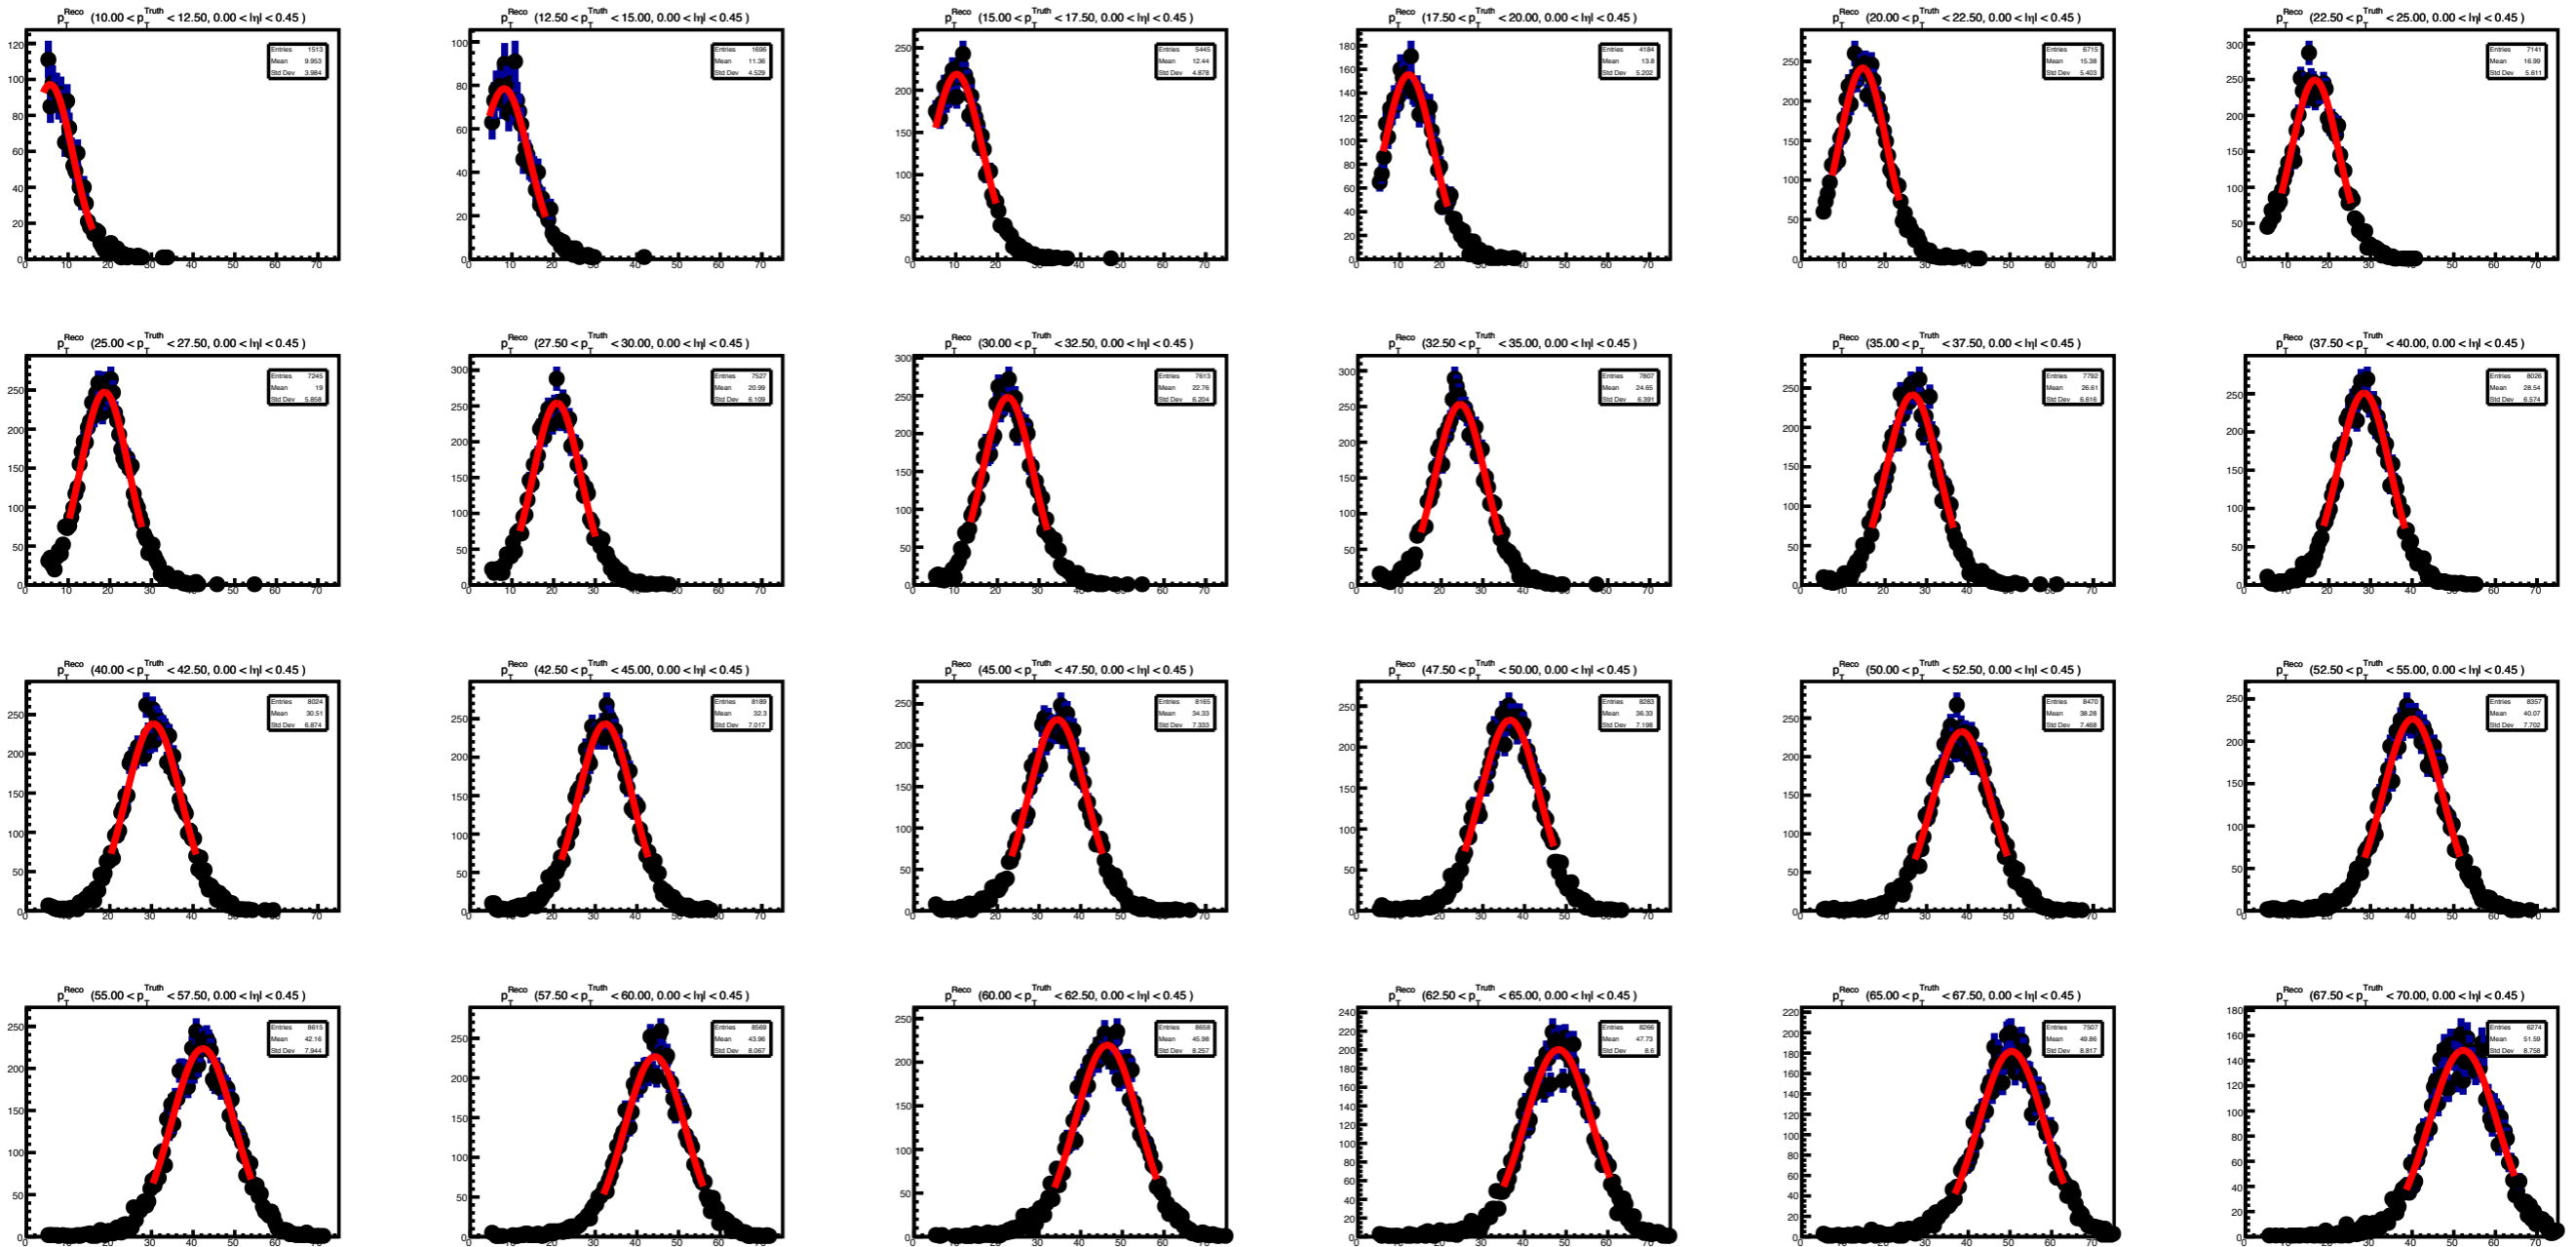 p_T^Reco (10.00 < p_T^Truth < 12.50, 0.00 < |η| < 0.45 )
Entries 1513
Mean 9.953
Std Dev 3.984
p_T^Reco (12.50 < p_T^Truth < 15.00, 0.00 < |η| < 0.45 )
Entries 1696
Mean 11.36
Std Dev 4.529
p_T^Reco (15.00 < p_T^Truth < 17.50, 0.00 < |η| < 0.45 )
Entries 5445
Mean 12.44
Std Dev 4.878
p_T^Reco (17.50 < p_T^Truth < 20.00, 0.00 < |η| < 0.45 )
Entries 4184
Mean 13.8
Std Dev 5.202
p_T^Reco (20.00 < p_T^Truth < 22.50, 0.00 < |η| < 0.45 )
Entries 6715
Mean 15.38
Std Dev 5.403
p_T^Reco (22.50 < p_T^Truth < 25.00, 0.00 < |η| < 0.45 )
Entries 7141
Mean 16.99
Std Dev 5.611
p_T^Reco (25.00 < p_T^Truth < 27.50, 0.00 < |η| < 0.45 )
Entries 7245
Mean 19
Std Dev 5.858
p_T^Reco (27.50 < p_T^Truth < 30.00, 0.00 < |η| < 0.45 )
Entries 7527
Mean 20.99
Std Dev 6.109
p_T^Reco (30.00 < p_T^Truth < 32.50, 0.00 < |η| < 0.45 )
Entries 7613
Mean 22.76
Std Dev 6.204
p_T^Reco (32.50 < p_T^Truth < 35.00, 0.00 < |η| < 0.45 )
Entries 7807
Mean 24.65
Std Dev 6.391
p_T^Reco (35.00 < p_T^Truth < 37.50, 0.00 < |η| < 0.45 )
Entries 7792
Mean 26.61
Std Dev 6.616
p_T^Reco (37.50 < p_T^Truth < 40.00, 0.00 < |η| < 0.45 )
Entries 8026
Mean 28.54
Std Dev 6.574
p_T^Reco (40.00 < p_T^Truth < 42.50, 0.00 < |η| < 0.45 )
Entries 8024
Mean 30.51
Std Dev 6.874
p_T^Reco (42.50 < p_T^Truth < 45.00, 0.00 < |η| < 0.45 )
Entries 8189
Mean 32.3
Std Dev 7.017
p_T^Reco (45.00 < p_T^Truth < 47.50, 0.00 < |η| < 0.45 )
Entries 8165
Mean 34.33
Std Dev 7.333
p_T^Reco (47.50 < p_T^Truth < 50.00, 0.00 < |η| < 0.45 )
Entries 8283
Mean 36.33
Std Dev 7.198
p_T^Reco (50.00 < p_T^Truth < 52.50, 0.00 < |η| < 0.45 )
Entries 8470
Mean 38.28
Std Dev 7.468
p_T^Reco (52.50 < p_T^Truth < 55.00, 0.00 < |η| < 0.45 )
Entries 8357
Mean 40.07
Std Dev 7.702
p_T^Reco (55.00 < p_T^Truth < 57.50, 0.00 < |η| < 0.45 )
Entries 8615
Mean 42.16
Std Dev 7.944
p_T^Reco (57.50 < p_T^Truth < 60.00, 0.00 < |η| < 0.45 )
Entries 8569
Mean 43.96
Std Dev 8.067
p_T^Reco (60.00 < p_T^Truth < 62.50, 0.00 < |η| < 0.45 )
Entries 8658
Mean 45.98
Std Dev 8.257
p_T^Reco (62.50 < p_T^Truth < 65.00, 0.00 < |η| < 0.45 )
Entries 8266
Mean 47.73
Std Dev 8.6
p_T^Reco (65.00 < p_T^Truth < 67.50, 0.00 < |η| < 0.45 )
Entries 7507
Mean 49.86
Std Dev 8.817
p_T^Reco (67.50 < p_T^Truth < 70.00, 0.00 < |η| < 0.45 )
Entries 6274
Mean 51.59
Std Dev 8.758